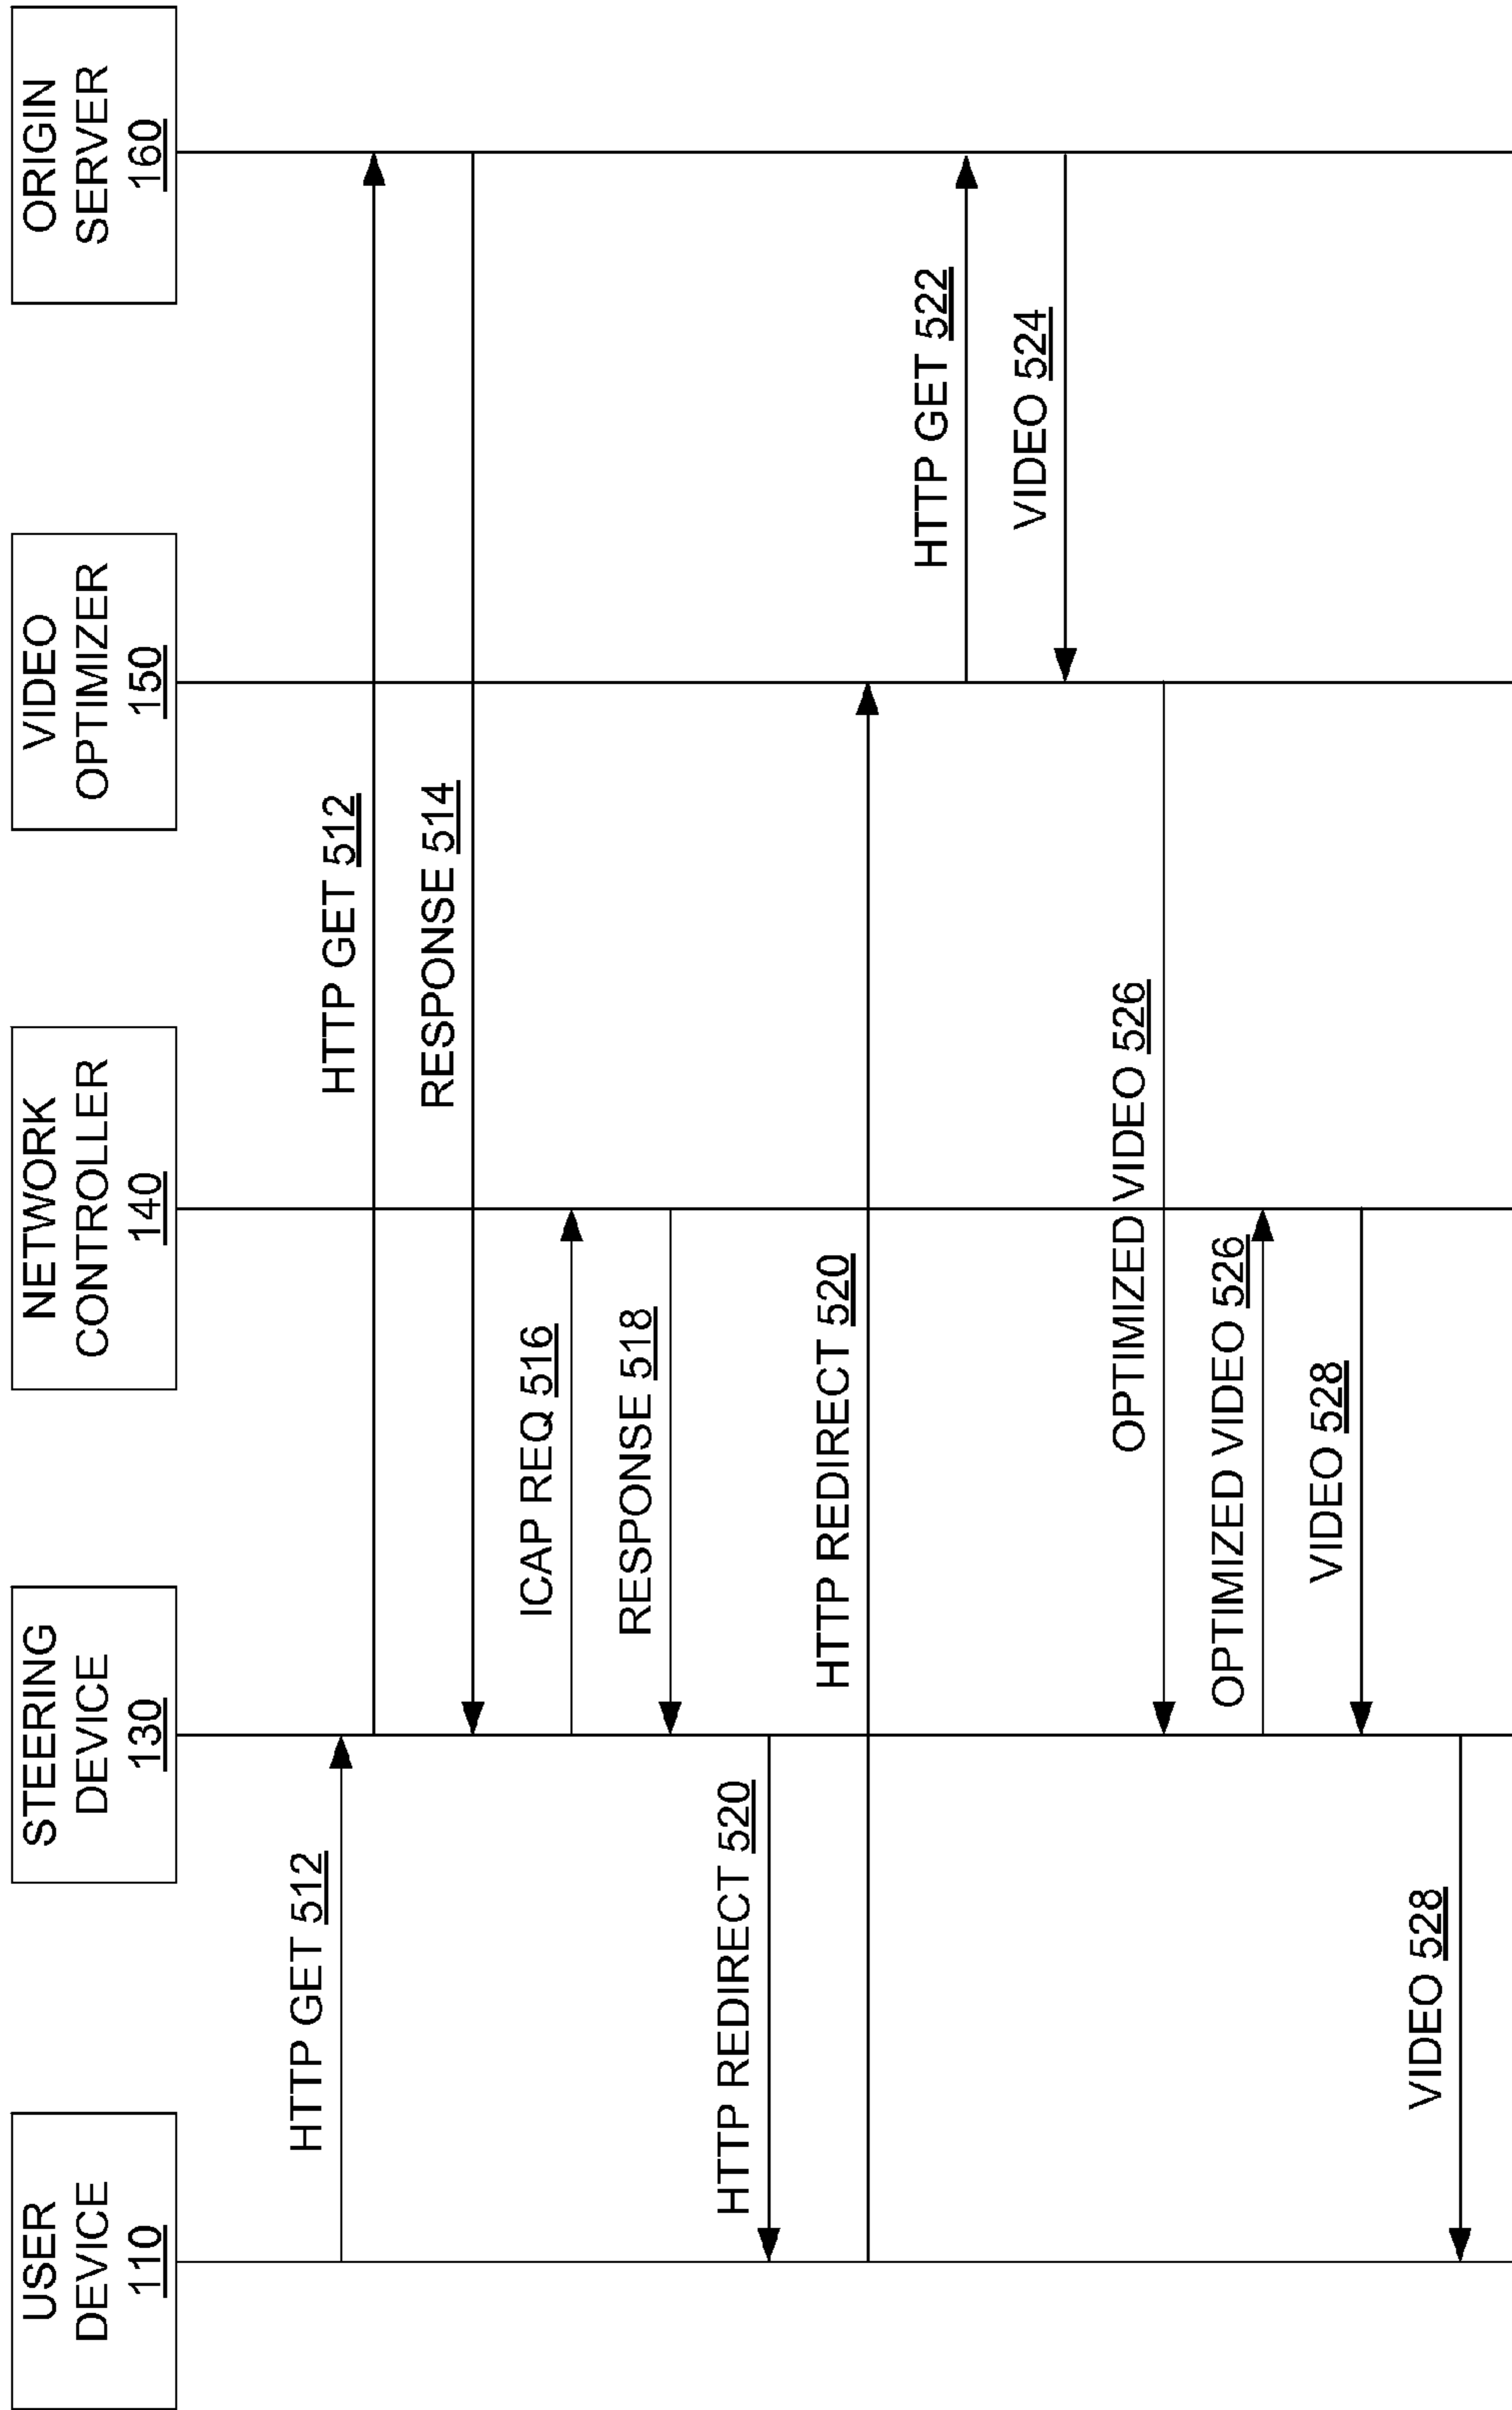 USER
DEVICE
110
STEERING
DEVICE
130
NETWORK
CONTROLLER
140
VIDEO
OPTIMIZER
150
ORIGIN
SERVER
160
HTTP GET 512
HTTP GET 512
RESPONSE 514
ICAP REQ 516
RESPONSE 518
HTTP REDIRECT 520
HTTP REDIRECT 520
HTTP GET 522
VIDEO 524
OPTIMIZED VIDEO 526
OPTIMIZED VIDEO 526
VIDEO 528
VIDEO 528